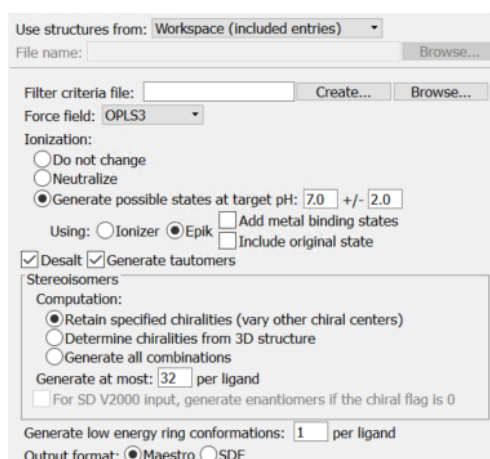 Use structures from: Workspace (included entries)
File name: Browse...
Filter criteria file: Create... Browse...
Force field: OPLS3
Ionization:
Do not change
Neutralize
Generate possible states at target pH: 7.0 +/- 2.0
Using: Ionizer Epik Add metal binding states
Include original state
Desalt Generate tautomers
Stereoisomers
Computation:
Retain specified chiralities (vary other chiral centers)
Determine chiralities from 3D structure
Generate all combinations
Generate at most: 32 per ligand
For SD V2000 input, generate enantiomers if the chiral flag is 0
Generate low energy ring conformations: 1 per ligand
Output format: Maestro SDF